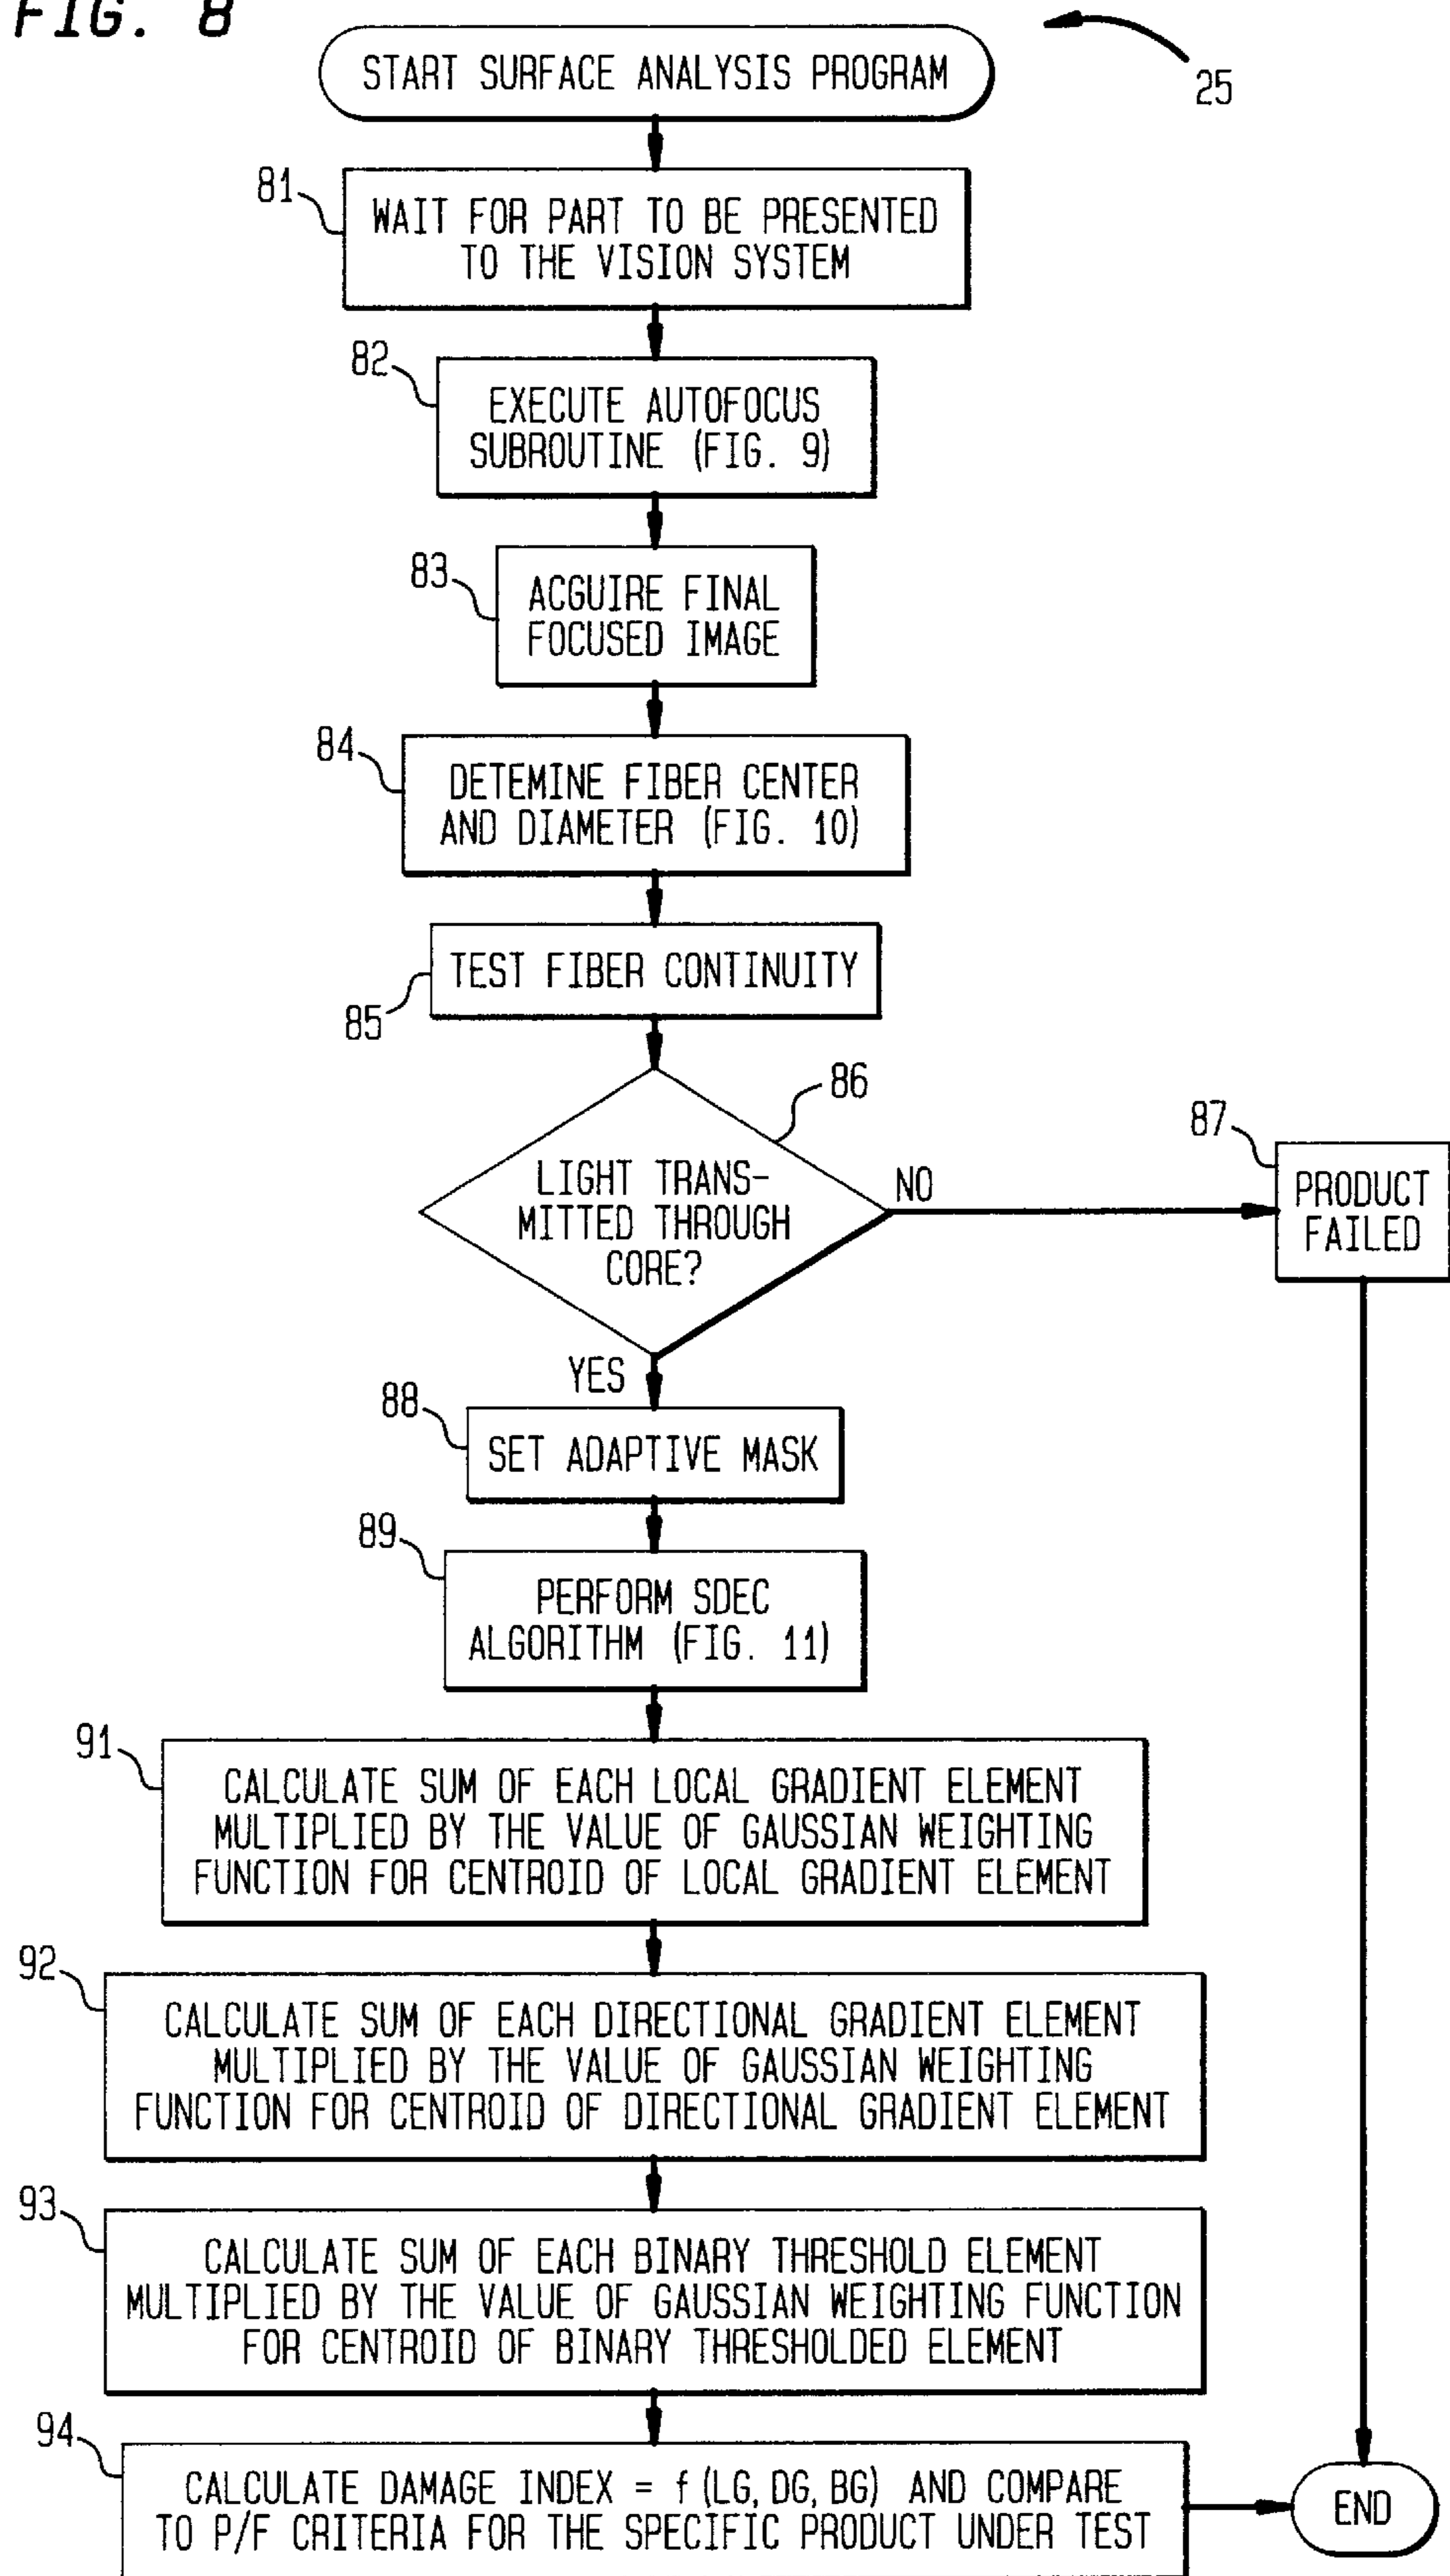 FIG. 8
START SURFACE ANALYSIS PROGRAM
25
81
WAIT FOR PART TO BE PRESENTED
TO THE VISION SYSTEM
82
EXECUTE AUTOFOCUS
SUBROUTINE (FIG. 9)
83
ACGUIRE FINAL
FOCUSED IMAGE
84
DETEMINE FIBER CENTER
AND DIAMETER (FIG. 10)
TEST FIBER CONTINUITY
85
86
LIGHT TRANS-
MITTED THROUGH
CORE?
NO
87
PRODUCT
FAILED
YES
88
SET ADAPTIVE MASK
89
PERFORM SDEC
ALGORITHM (FIG. 11)
91
CALCULATE SUM OF EACH LOCAL GRADIENT ELEMENT
MULTIPLIED BY THE VALUE OF GAUSSIAN WEIGHTING
FUNCTION FOR CENTROID OF LOCAL GRADIENT ELEMENT
92
CALCULATE SUM OF EACH DIRECTIONAL GRADIENT ELEMENT
MULTIPLIED BY THE VALUE OF GAUSSIAN WEIGHTING
FUNCTION FOR CENTROID OF DIRECTIONAL GRADIENT ELEMENT
93
CALCULATE SUM OF EACH BINARY THRESHOLD ELEMENT
MULTIPLIED BY THE VALUE OF GAUSSIAN WEIGHTING FUNCTION
FOR CENTROID OF BINARY THRESHOLDED ELEMENT
94
CALCULATE DAMAGE INDEX = f (LG, DG, BG) AND COMPARE
TO P/F CRITERIA FOR THE SPECIFIC PRODUCT UNDER TEST
END